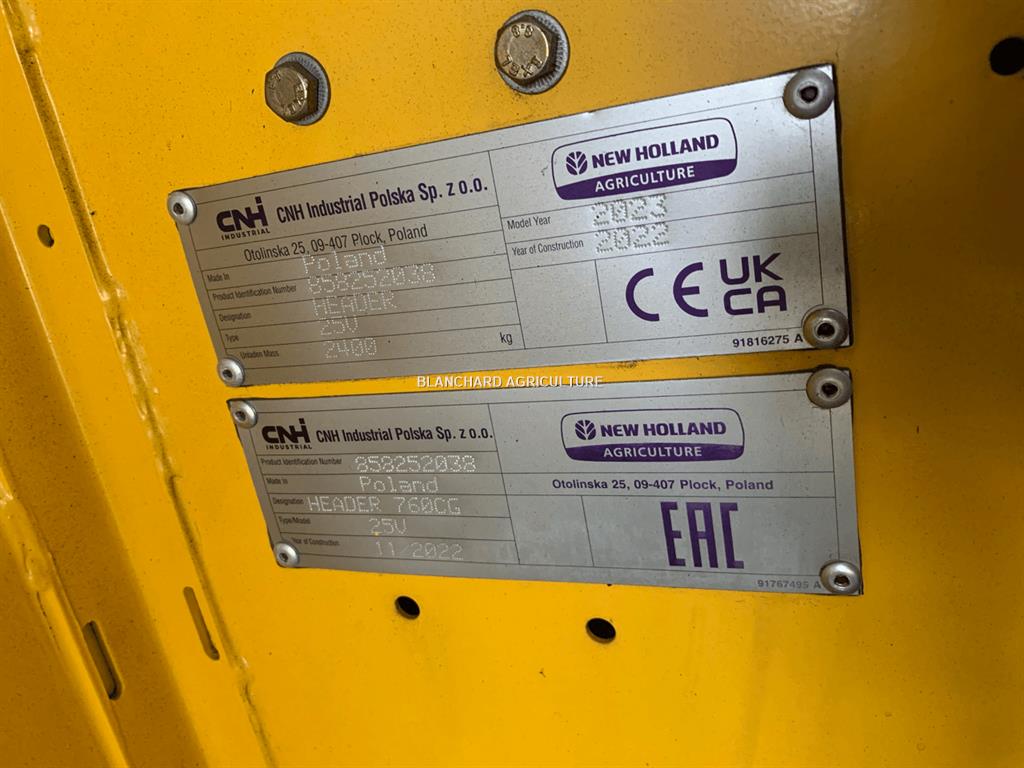 8.8
CNH
INDUSTRIAL
CNH Industrial Polska Sp. z o.o.
Otolinska 25, 09-407 Plock, Poland
Made In Poland
Product Identification Number 858252038
Designation HEADER
Type 25V
Unladen Mass 2400 kg
NEW HOLLAND
AGRICULTURE
Model Year 2023
Year of Construction 2022
CE UK
CA
91816275 A
BLANCHARD AGRICULTURE
CNH
INDUSTRIAL
CNH Industrial Polska Sp. z o.o.
Product Identification Number 858252038
Made In Poland
Designation HEADER 760CG
Type/Model 25V
Year of Construction 11/2022
NEW HOLLAND
AGRICULTURE
Otolinska 25, 09-407 Plock, Poland
EAC
91767495 A